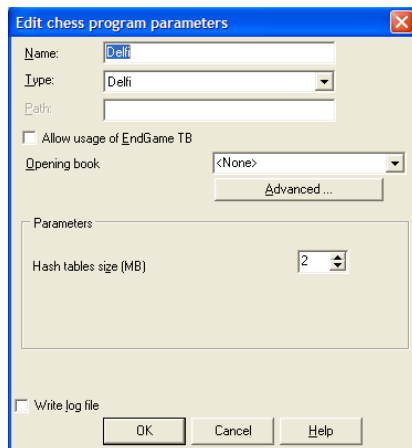 Edit chess program parameters
Name: Delfi
Type: Delfi
Path:
Allow usage of EndGame TB
Opening book <None>
Advanced ...
Parameters
Hash tables size (MB) 2
Write log file
OK Cancel Help